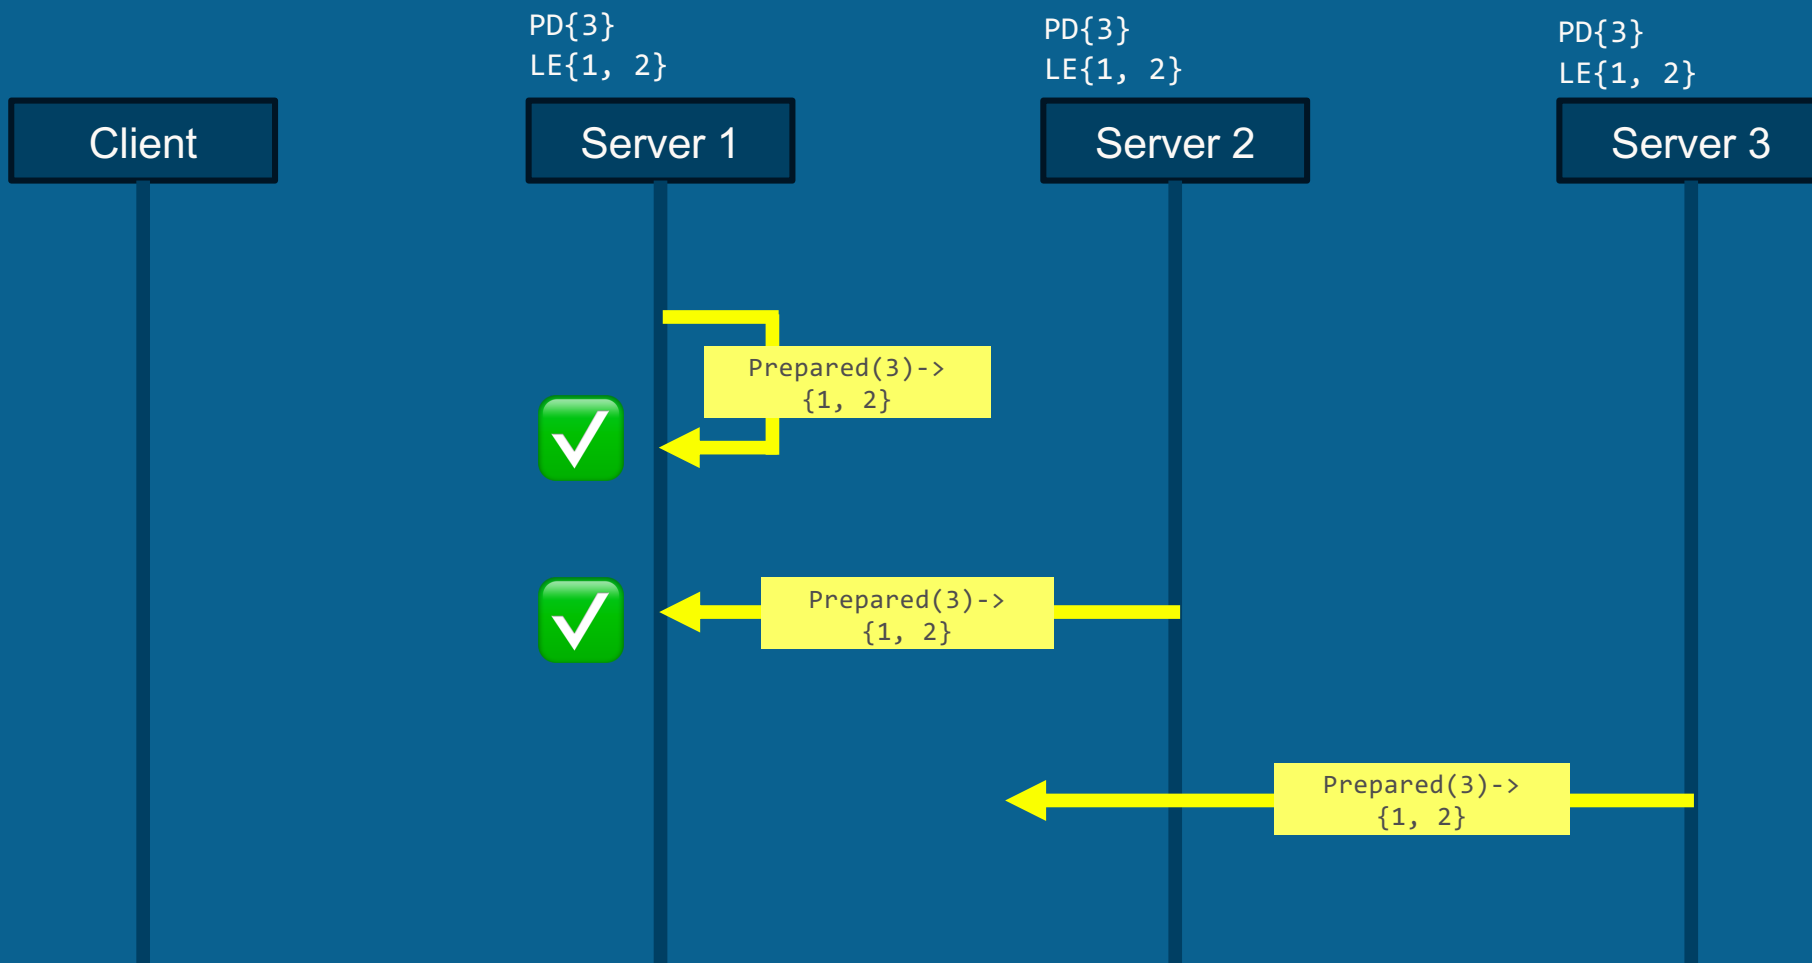 PD{3}
LE{1, 2}
PD{3}
LE{1, 2}
PD{3}
LE{1, 2}
Client
Server 1
Server 2
Server 3
Prepared(3)->
{1, 2}
Prepared(3)->
{1, 2}
Prepared(3)->
{1, 2}